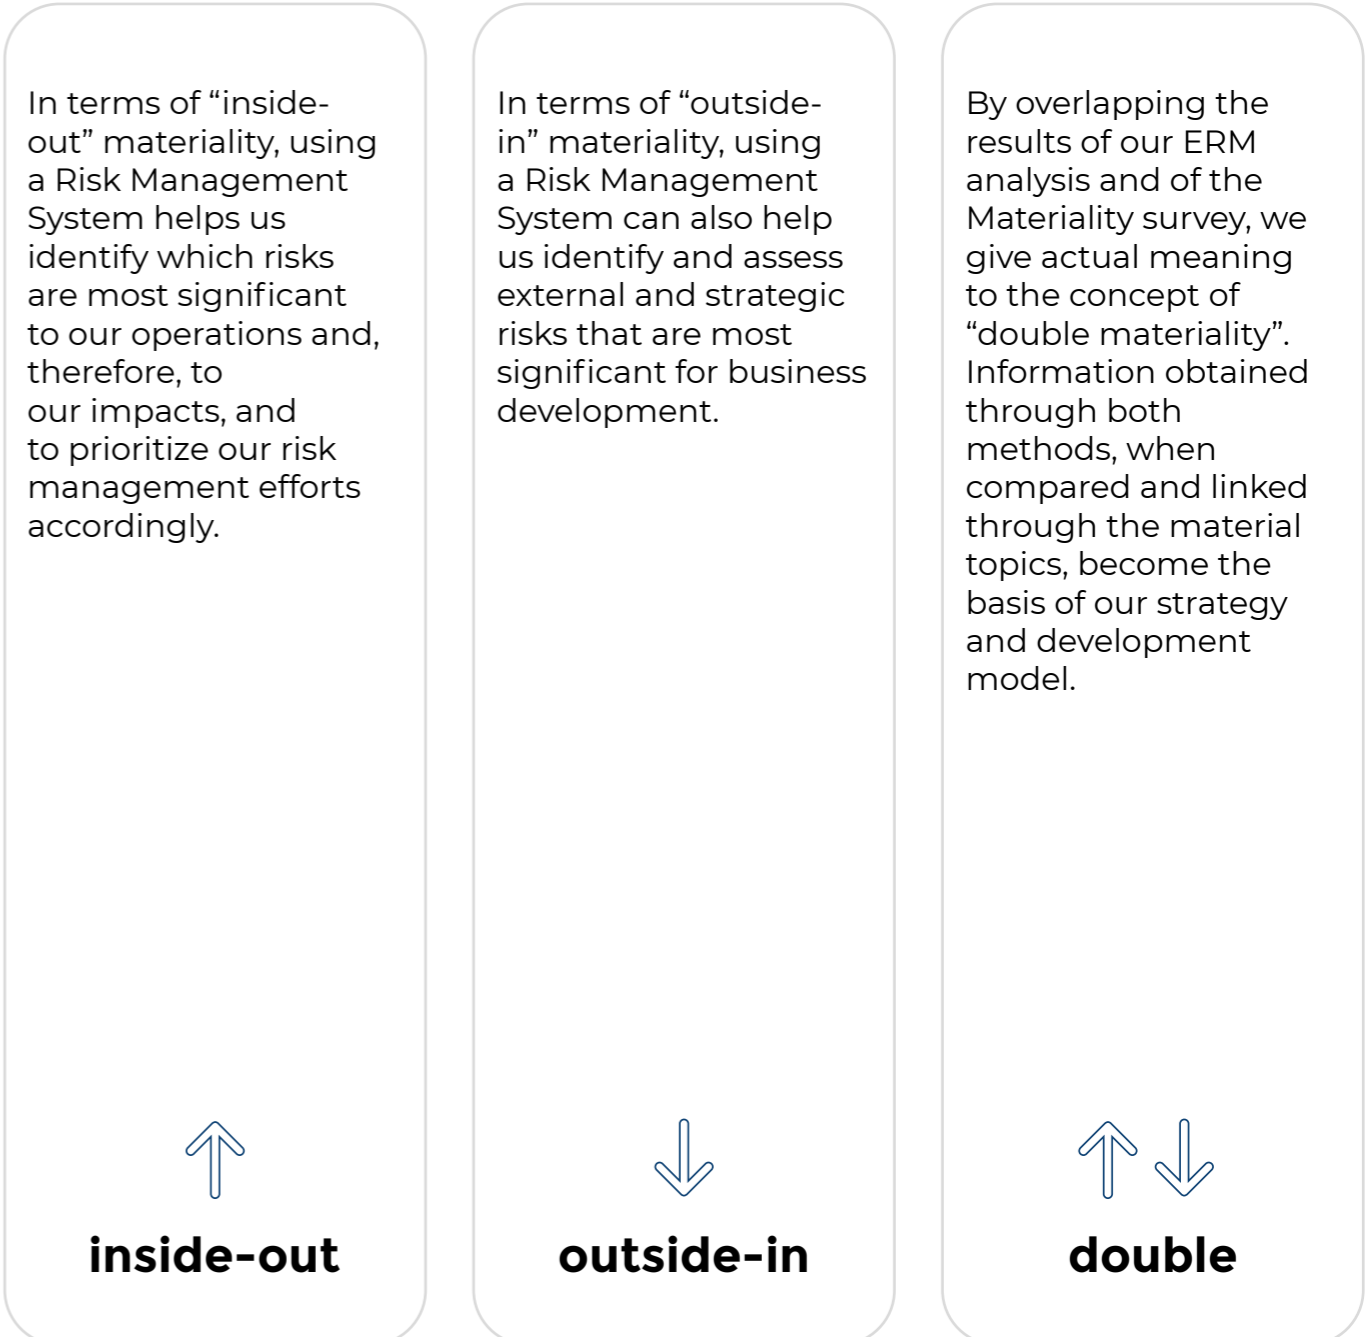 In terms of “inside-
out” materiality, using
a Risk Management
System helps us
identify which risks
are most significant
to our operations and,
therefore, to
our impacts, and
to prioritize our risk
management efforts
accordingly.
inside-out
In terms of “outside-
in” materiality, using
a Risk Management
System can also help
us identify and assess
external and strategic
risks that are most
significant for business
development.
outside-in
By overlapping the
results of our ERM
analysis and of the
Materiality survey, we
give actual meaning
to the concept of
“double materiality”.
Information obtained
through both
methods, when
compared and linked
through the material
topics, become the
basis of our strategy
and development
model.
double